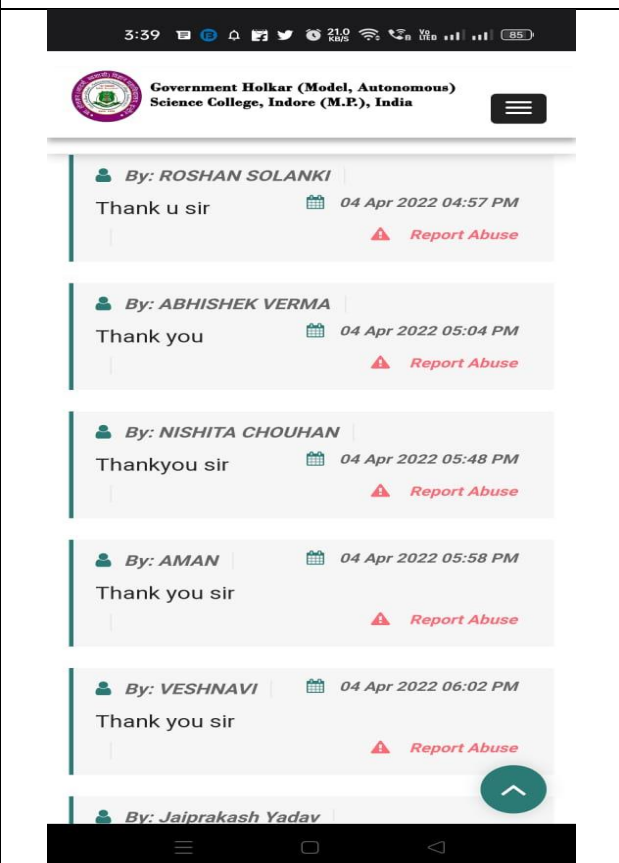 3:39 21.0 KB/S Vo LTE 85
Government Holkar (Model, Autonomous)
Science College, Indore (M.P.), India
By: ROSHAN SOLANKI
Thank u sir 04 Apr 2022 04:57 PM
Report Abuse
By: ABHISHEK VERMA
Thank you 04 Apr 2022 05:04 PM
Report Abuse
By: NISHITA CHOUHAN
Thankyou sir 04 Apr 2022 05:48 PM
Report Abuse
By: AMAN 04 Apr 2022 05:58 PM
Thank you sir
Report Abuse
By: VESHNAVI 04 Apr 2022 06:02 PM
Thank you sir
Report Abuse
By: Jaiprakash Yadav